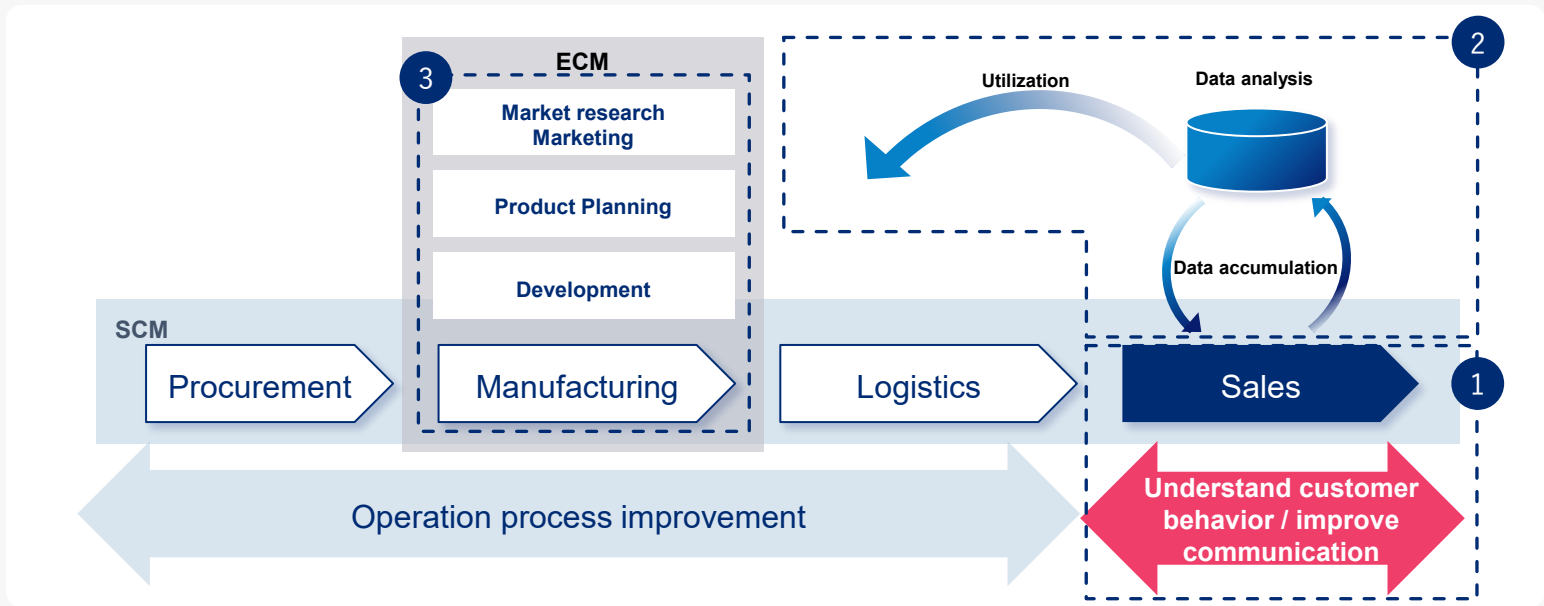 ECM
3
Market research
Marketing
Product Planning
Development
2
Utilization
Data analysis
Data accumulation
SCM
Procurement
Manufacturing
Logistics
Sales
1
Operation process improvement
Understand customer
behavior / improve
communication